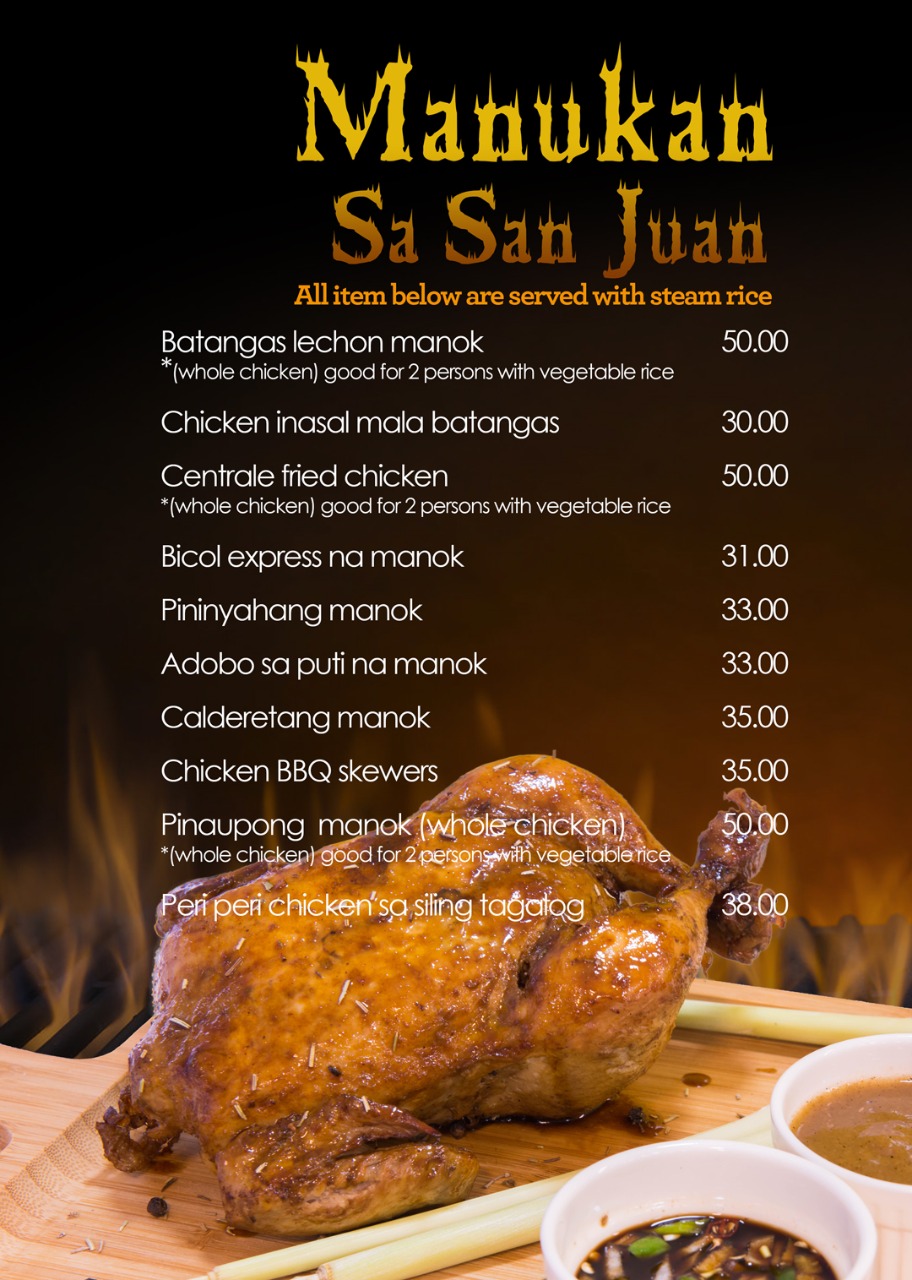 Manukan
Sa San Juan
All item below are served with steam rice
Batangas lechon manok 50.00
*(whole chicken) good for 2 persons with vegetable rice
Chicken inasal mala batangas 30.00
Centrale fried chicken 50.00
*(whole chicken) good for 2 persons with vegetable rice
Bicol express na manok 31.00
Pininyahang manok 33.00
Adobo sa puti na manok 33.00
Calderetang manok 35.00
Chicken BBQ skewers 35.00
Pinaupong manok (whole chicken) 50.00
*(whole chicken) good for 2 persons with vegetable rice
Peri peri chicken sa siling tagalog 38.00